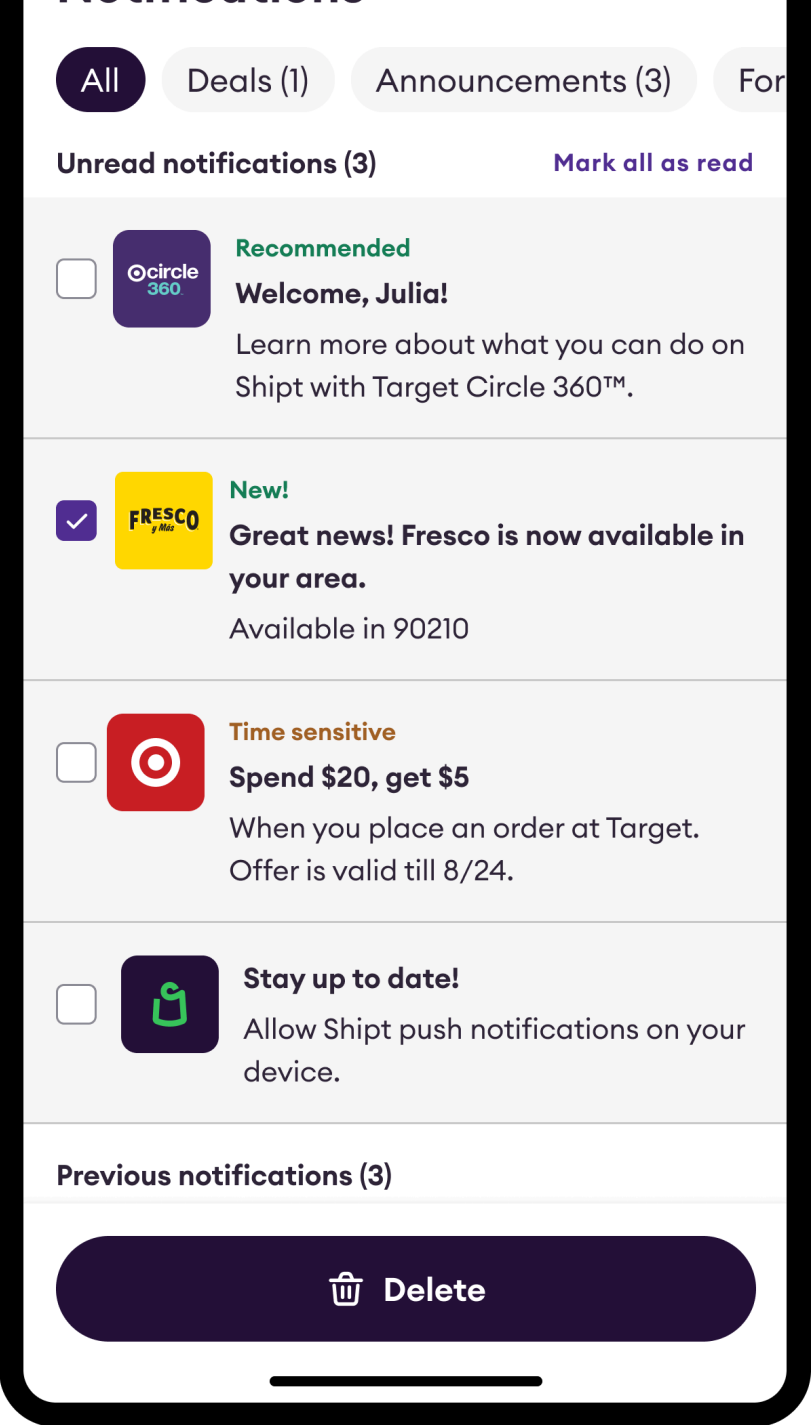 Notifications
All
Deals (1)
Announcements (3)
For
Unread notifications (3)
Mark all as read
circle
360
Recommended
Welcome, Julia!
Learn more about what you can do on
Shipt with Target Circle 360™.
FRESCO
y Más
New!
Great news! Fresco is now available in
your area.
Available in 90210
Time sensitive
Spend $20, get $5
When you place an order at Target.
Offer is valid till 8/24.
Stay up to date!
Allow Shipt push notifications on your
device.
Previous notifications (3)
Delete